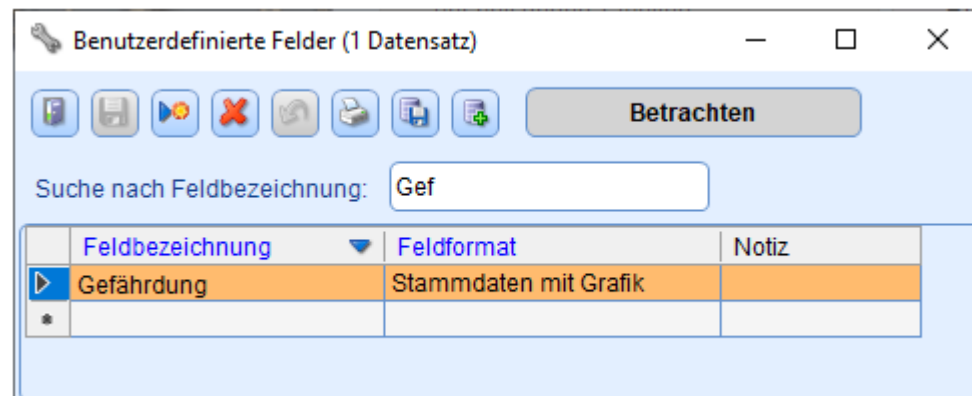 Benutzerdefinierte Felder (1 Datensatz)
Betrachten
Suche nach Feldbezeichnung: Gef
Feldbezeichnung Feldformat Notiz
Gefährdung Stammdaten mit Grafik